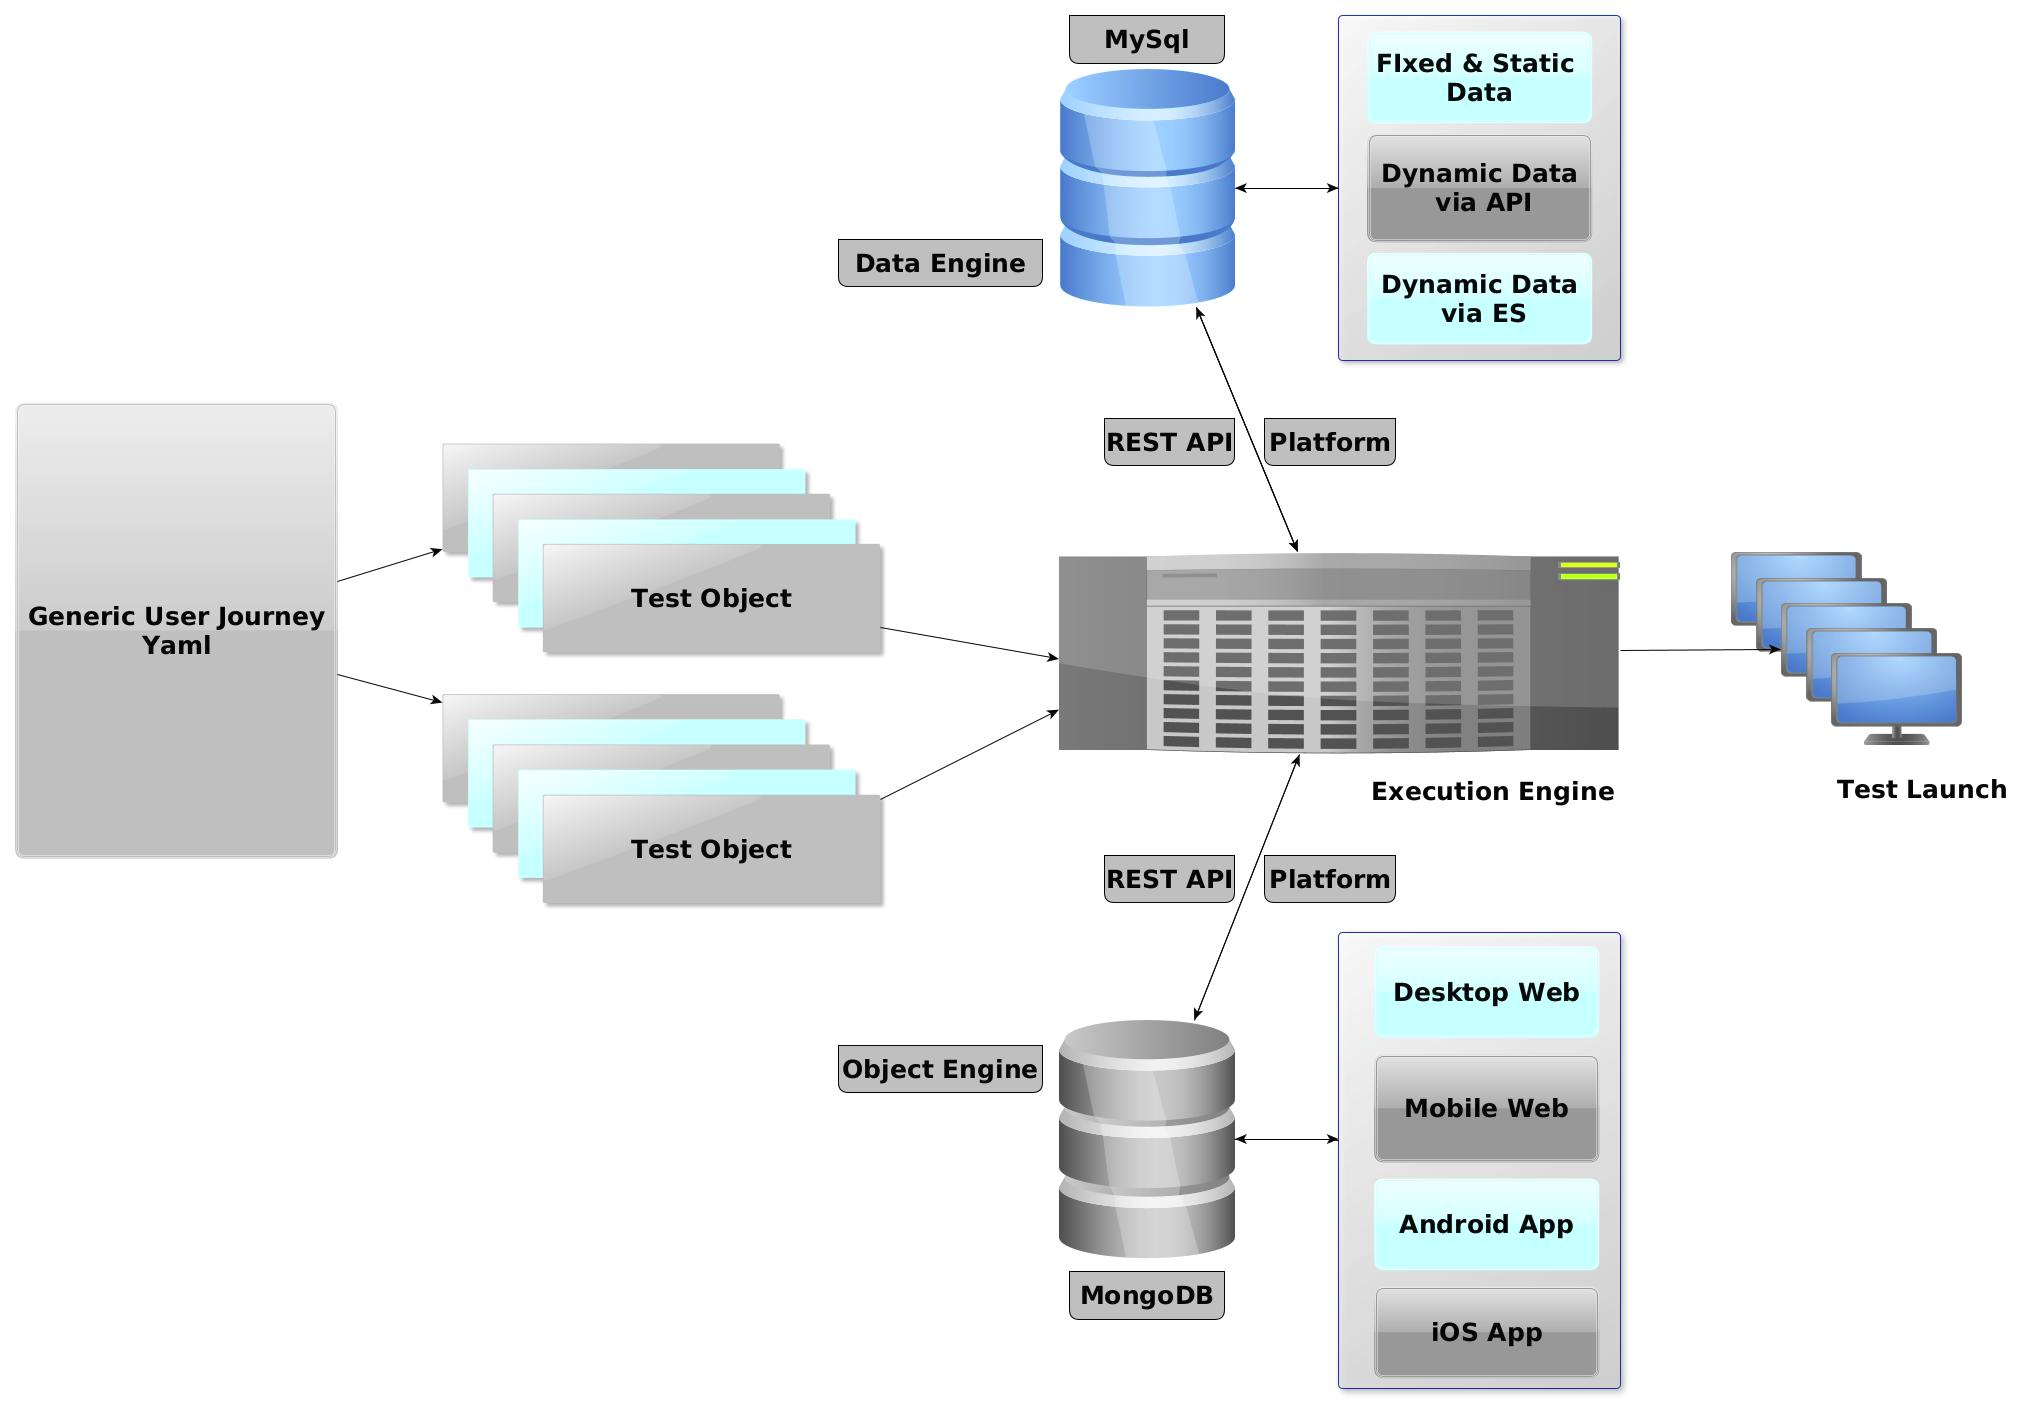 MySql
FIxed & Static
Data
Dynamic Data
via API
Dynamic Data
via ES
Data Engine
REST API
Platform
Generic User Journey
Yaml
Test Object
Test Object
Execution Engine
Test Launch
REST API
Platform
Object Engine
MongoDB
Desktop Web
Mobile Web
Android App
iOS App